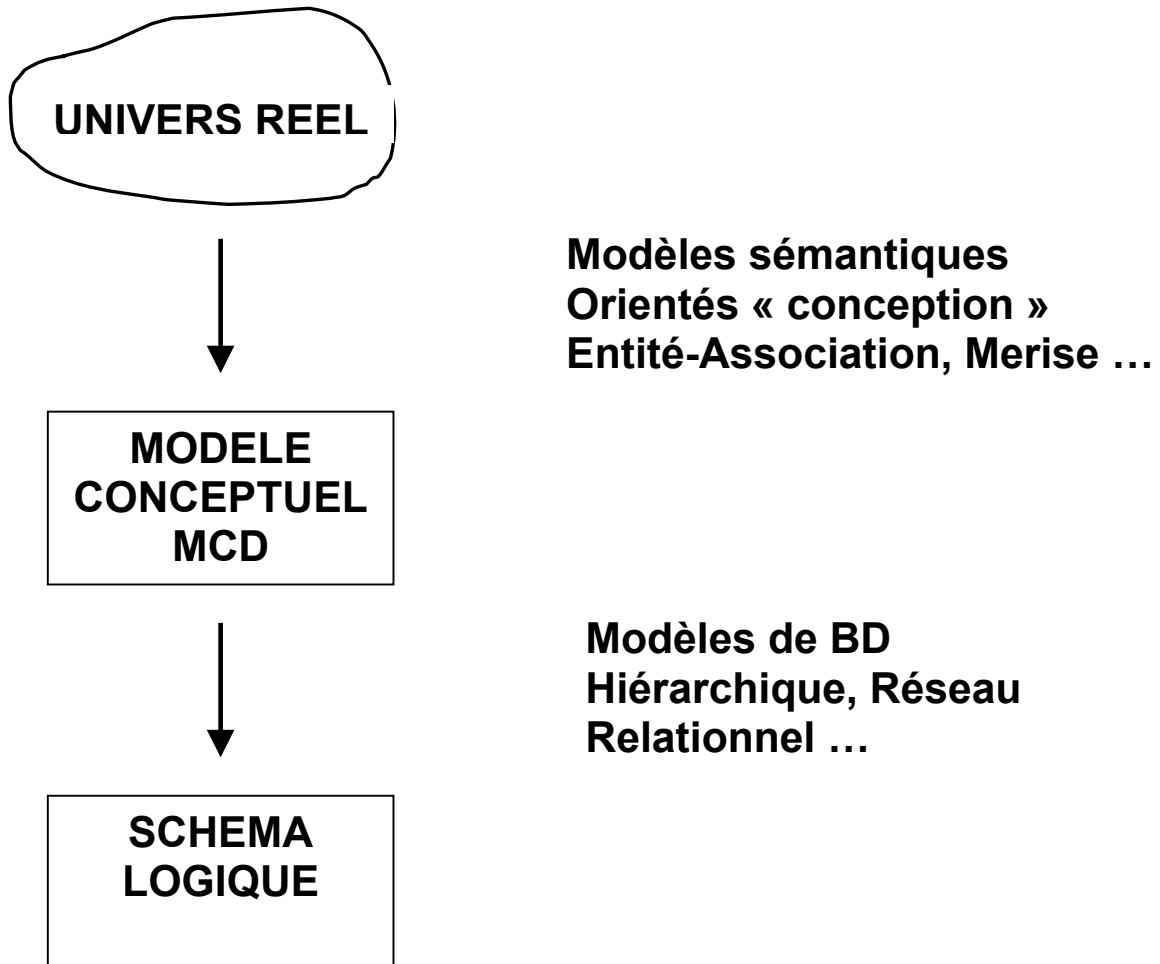 UNIVERS REEL
Modèles sémantiques
Orientés « conception »
Entité-Association, Merise …
MODELE
CONCEPTUEL
MCD
Modèles de BD
Hiérarchique, Réseau
Relationnel …
SCHEMA
LOGIQUE